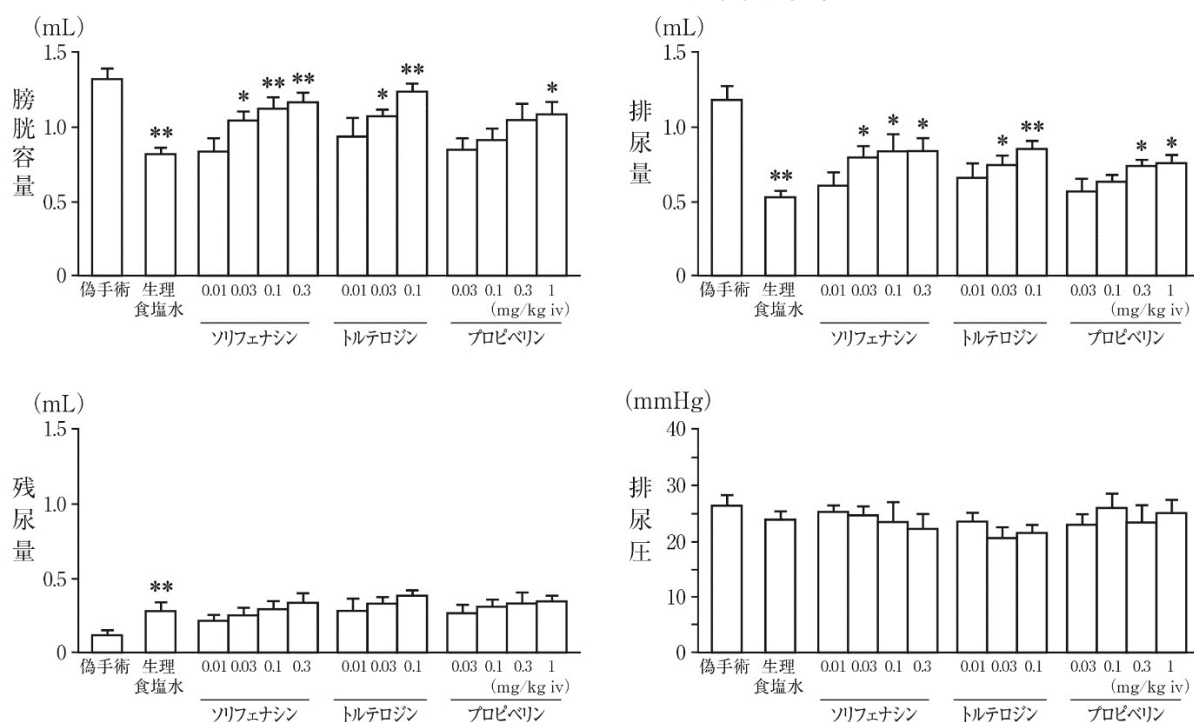 (mL)
1.5
1.0
0.5
0
膀胱容量
**
*
**
**
*
**
*
偽手術
生理
食塩水
0.01 0.03 0.1 0.3
0.01 0.03 0.1
0.03 0.1 0.3 1
(mg/kg iv)
ソリフェナシン
トルテロジン
プロピベリン
(mL)
1.5
1.0
0.5
0
排尿量
**
*
*
*
*
**
*
*
偽手術
生理
食塩水
0.01 0.03 0.1 0.3
0.01 0.03 0.1
0.03 0.1 0.3 1
(mg/kg iv)
ソリフェナシン
トルテロジン
プロピベリン
(mL)
1.5
1.0
0.5
0
残尿量
**
偽手術
生理
食塩水
0.01 0.03 0.1 0.3
0.01 0.03 0.1
0.03 0.1 0.3 1
(mg/kg iv)
ソリフェナシン
トルテロジン
プロピベリン
(mmHg)
40
30
20
10
0
排尿圧
偽手術
生理
食塩水
0.01 0.03 0.1 0.3
0.01 0.03 0.1
0.03 0.1 0.3 1
(mg/kg iv)
ソリフェナシン
トルテロジン
プロピベリン